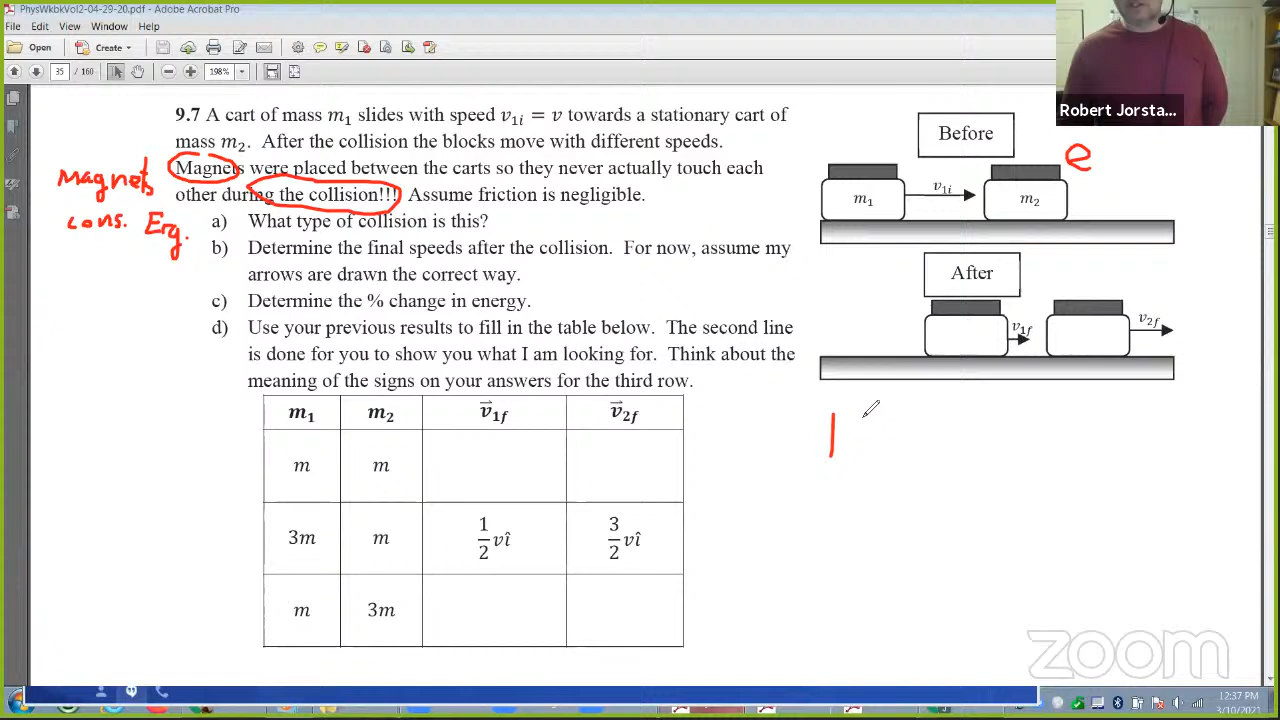 PhysWkbkVol2-04-29-20.pdf - Adobe Acrobat Pro
File Edit View Window Help
Open Create 35 / 160 198%
Robert Jorsta...
9.7 A cart of mass m₁ slides with speed v₁ᵢ = v towards a stationary cart of
mass m₂. After the collision the blocks move with different speeds.
Magnets were placed between the carts so they never actually touch each
other during the collision!!! Assume friction is negligible.
a) What type of collision is this?
b) Determine the final speeds after the collision. For now, assume my
arrows are drawn the correct way.
c) Determine the % change in energy.
d) Use your previous results to fill in the table below. The second line
is done for you to show you what I am looking for. Think about the
meaning of the signs on your answers for the third row.
Magnets
cons. Erg.
m₁ m₂ v⃗₁f v⃗₂f
m m
3m m 1/2 vî 3/2 vî
m 3m
Before
e
m₁ v₁ᵢ m₂
After
v₁f v₂f
zoom
12:37 PM
3/10/2021